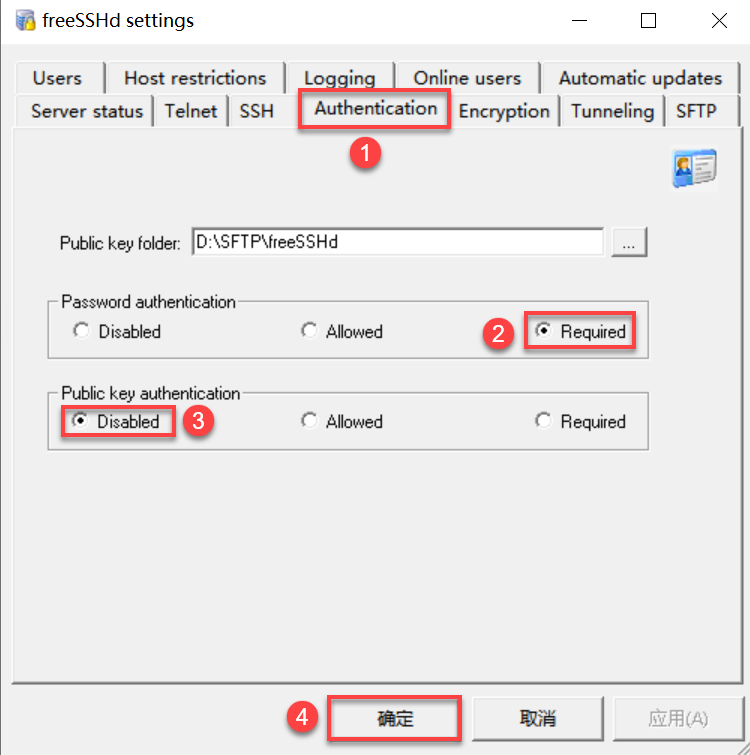 freeSSHd settings
Users Host restrictions Logging Online users Automatic updates
Server status Telnet SSH Authentication Encryption Tunneling SFTP
1
Public key folder: D:\SFTP\freeSSHd ...
Password authentication
Disabled Allowed 2 Required
Public key authentication
Disabled 3 Allowed Required
4 确定 取消 应用(A)